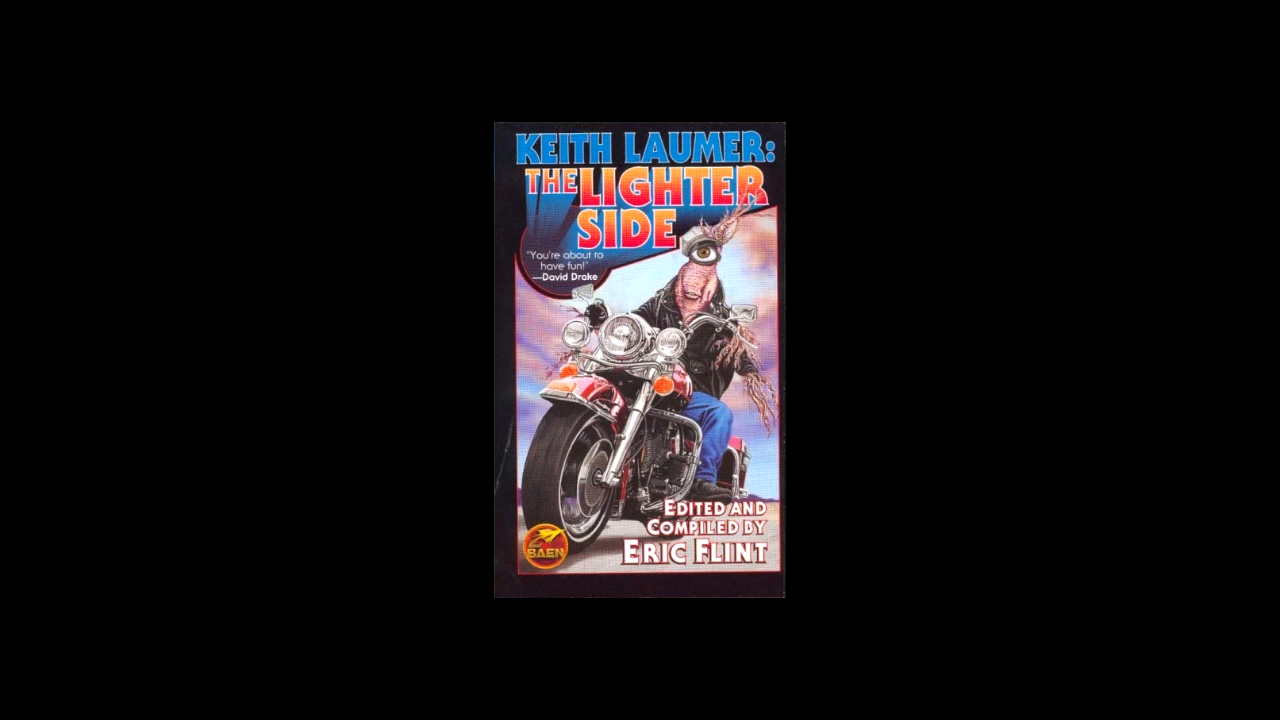 KEITH LAUMER:
THE LIGHTER
SIDE
"You're about to
have fun!"
—David Drake
EDITED AND
COMPILED BY
ERIC FLINT
BAEN